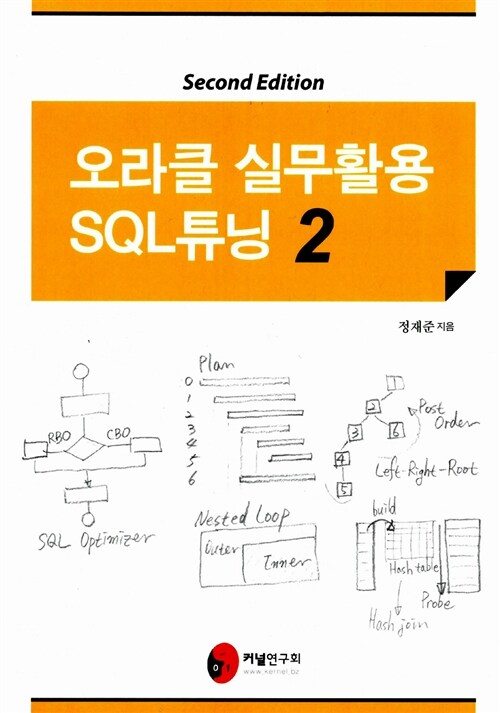 Second Edition
오라클 실무활용
SQL튜닝 2
정재준 지음
Plan
0
1
2
3
4
5
6
RBO
CBO
SQL Optimizer
1
2
3
6
4
5
Post
Order
Left-Right-Root
Nested Loop
Outer
Inner
build
Hash table
Probe
Hash join
커널연구회
www.kernel.bz